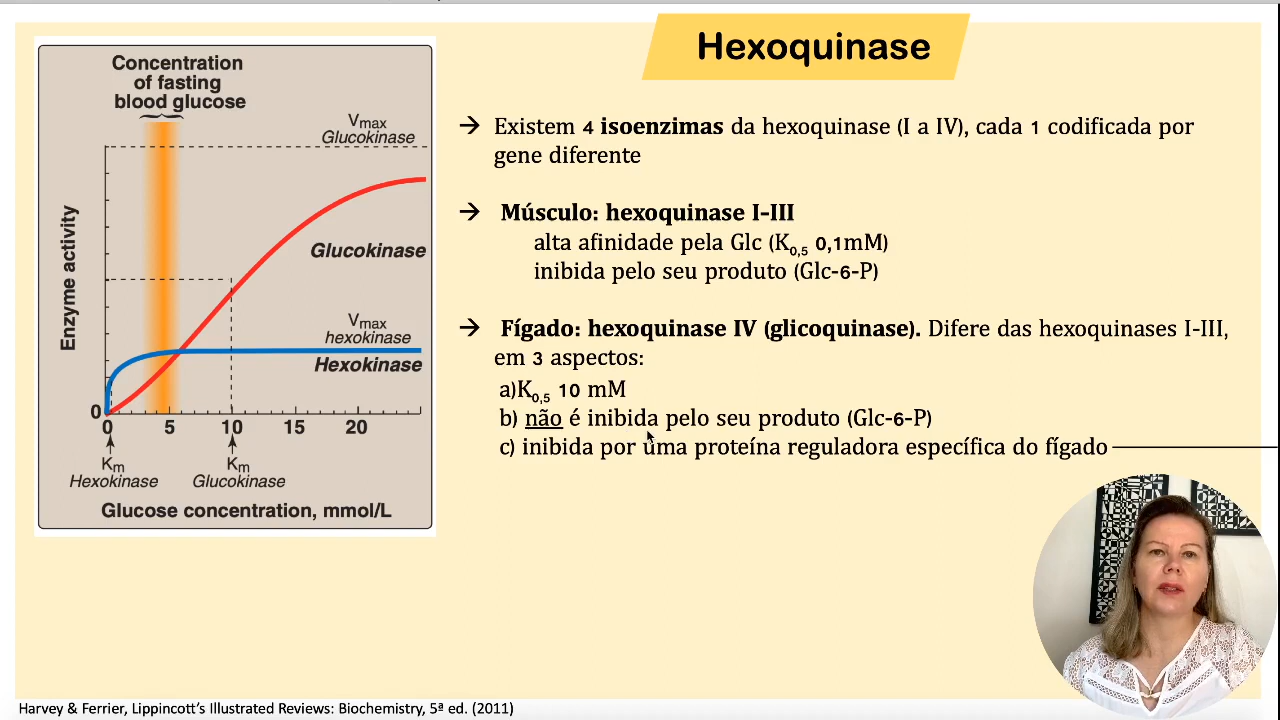 Hexoquinase
Concentration
of fasting
blood glucose
Vmax
Glucokinase
Glucokinase
Vmax
hexokinase
Hexokinase
Enzyme activity
0
0 5 10 15 20
Km
Hexokinase
Km
Glucokinase
Glucose concentration, mmol/L
→ Existem 4 isoenzimas da hexoquinase (I a IV), cada 1 codificada por
gene diferente
→ Músculo: hexoquinase I-III
alta afinidade pela Glc (K0,5 0,1mM)
inibida pelo seu produto (Glc-6-P)
→ Fígado: hexoquinase IV (glicoquinase). Difere das hexoquinases I-III,
em 3 aspectos:
a)K0,5 10 mM
b) não é inibida pelo seu produto (Glc-6-P)
c) inibida por uma proteína reguladora específica do fígado
Harvey & Ferrier, Lippincott's Illustrated Reviews: Biochemistry, 5ª ed. (2011)